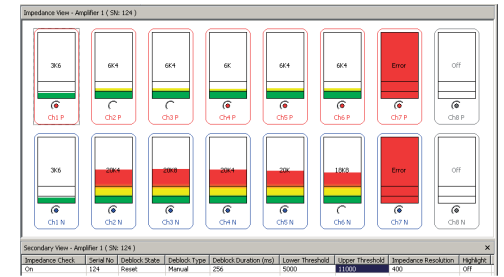 Impedance View - Amplifier 1 ( SN: 124 )
3K6 6K4 6K4 6K 6K4 6K4 Error Off
Ch1 P Ch2 P Ch3 P Ch4 P Ch5 P Ch6 P Ch7 P Ch8 P
3K6 20K4 20K8 20K4 20K 18K8 Error Off
Ch1 N Ch2 N Ch3 N Ch4 N Ch5 N Ch6 N Ch7 N Ch8 N
Secondary View - Amplifier 1 ( SN: 124 ) ×
Impedance Check Serial No Deblock State Deblock Type Deblock Duration (ms) Lower Threshold Upper Threshold Impedance Resolution Highlight
On 124 Reset Manual 256 5000 11000 400 Off